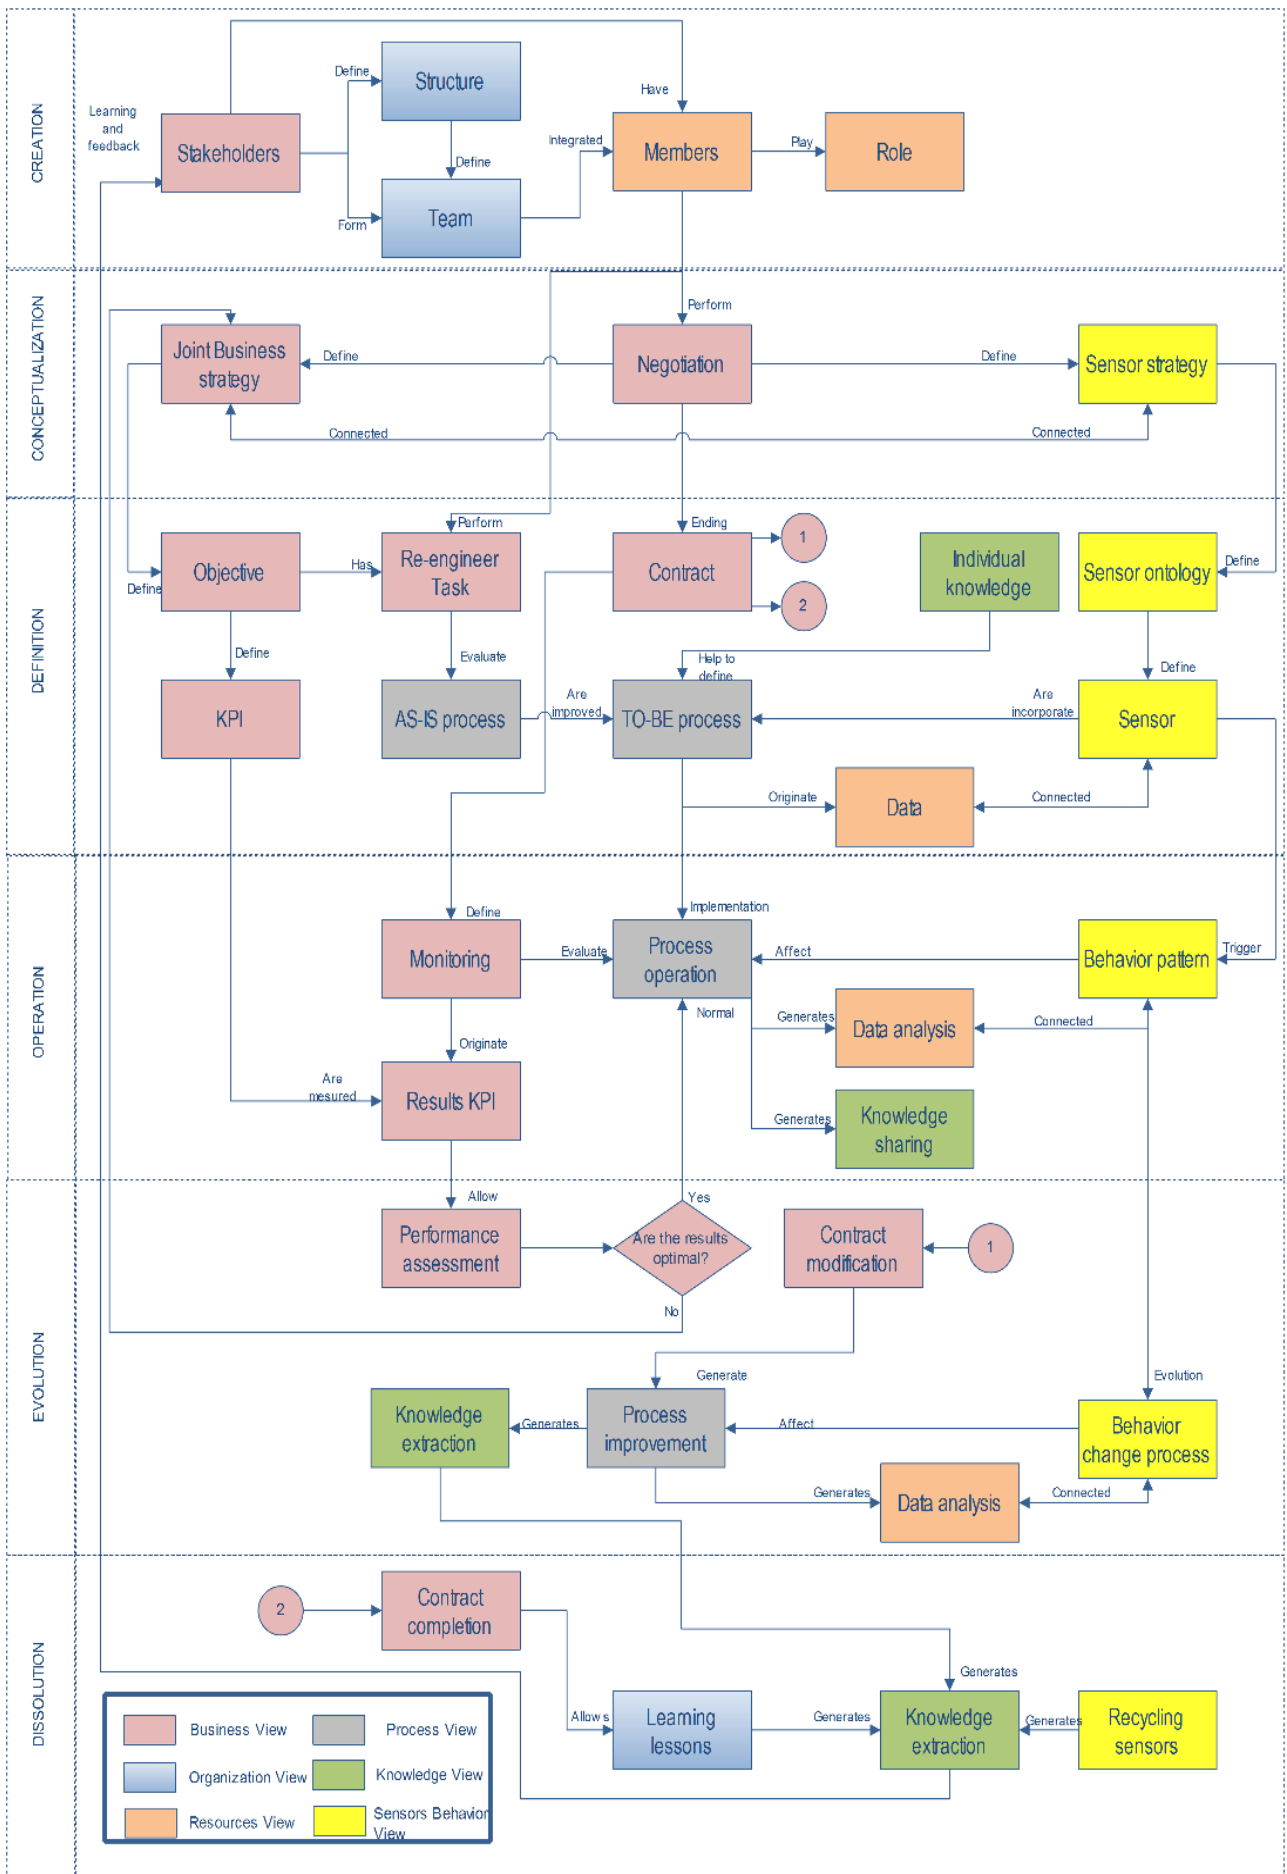 CREATION
Learning
and
feedback
Stakeholders
Define
Structure
Define
Form
Team
Have
Integrated
Members
Play
Role
CONCEPTUALIZATION
Joint Business
strategy
Define
Perform
Negotiation
Define
Sensor strategy
Connected
Connected
DEFINITION
Define
Objective
Has
Perform
Re-engineer
Task
Ending
Contract
1
2
Individual
knowledge
Sensor ontology
Define
Define
Evaluate
Help to
define
Define
KPI
AS-IS process
Are
improved
TO-BE process
Are
incorporate
Sensor
Originate
Data
Connected
OPERATION
Define
Implementation
Monitoring
Evaluate
Process
operation
Affect
Behavior pattern
Trigger
Normal
Originate
Generates
Data analysis
Connected
Are
mesured
Results KPI
Generates
Knowledge
sharing
EVOLUTION
Allow
Yes
Performance
assessment
Are the results
optimal?
No
Contract
modification
1
Generate
Evolution
Knowledge
extraction
Generates
Process
improvement
Affect
Behavior
change process
Generates
Data analysis
Connected
DISSOLUTION
2
Contract
completion
Generates
Allows
Learning
lessons
Generates
Knowledge
extraction
Generates
Recycling
sensors
Business View
Process View
Organization View
Knowledge View
Resources View
Sensors Behavior
View